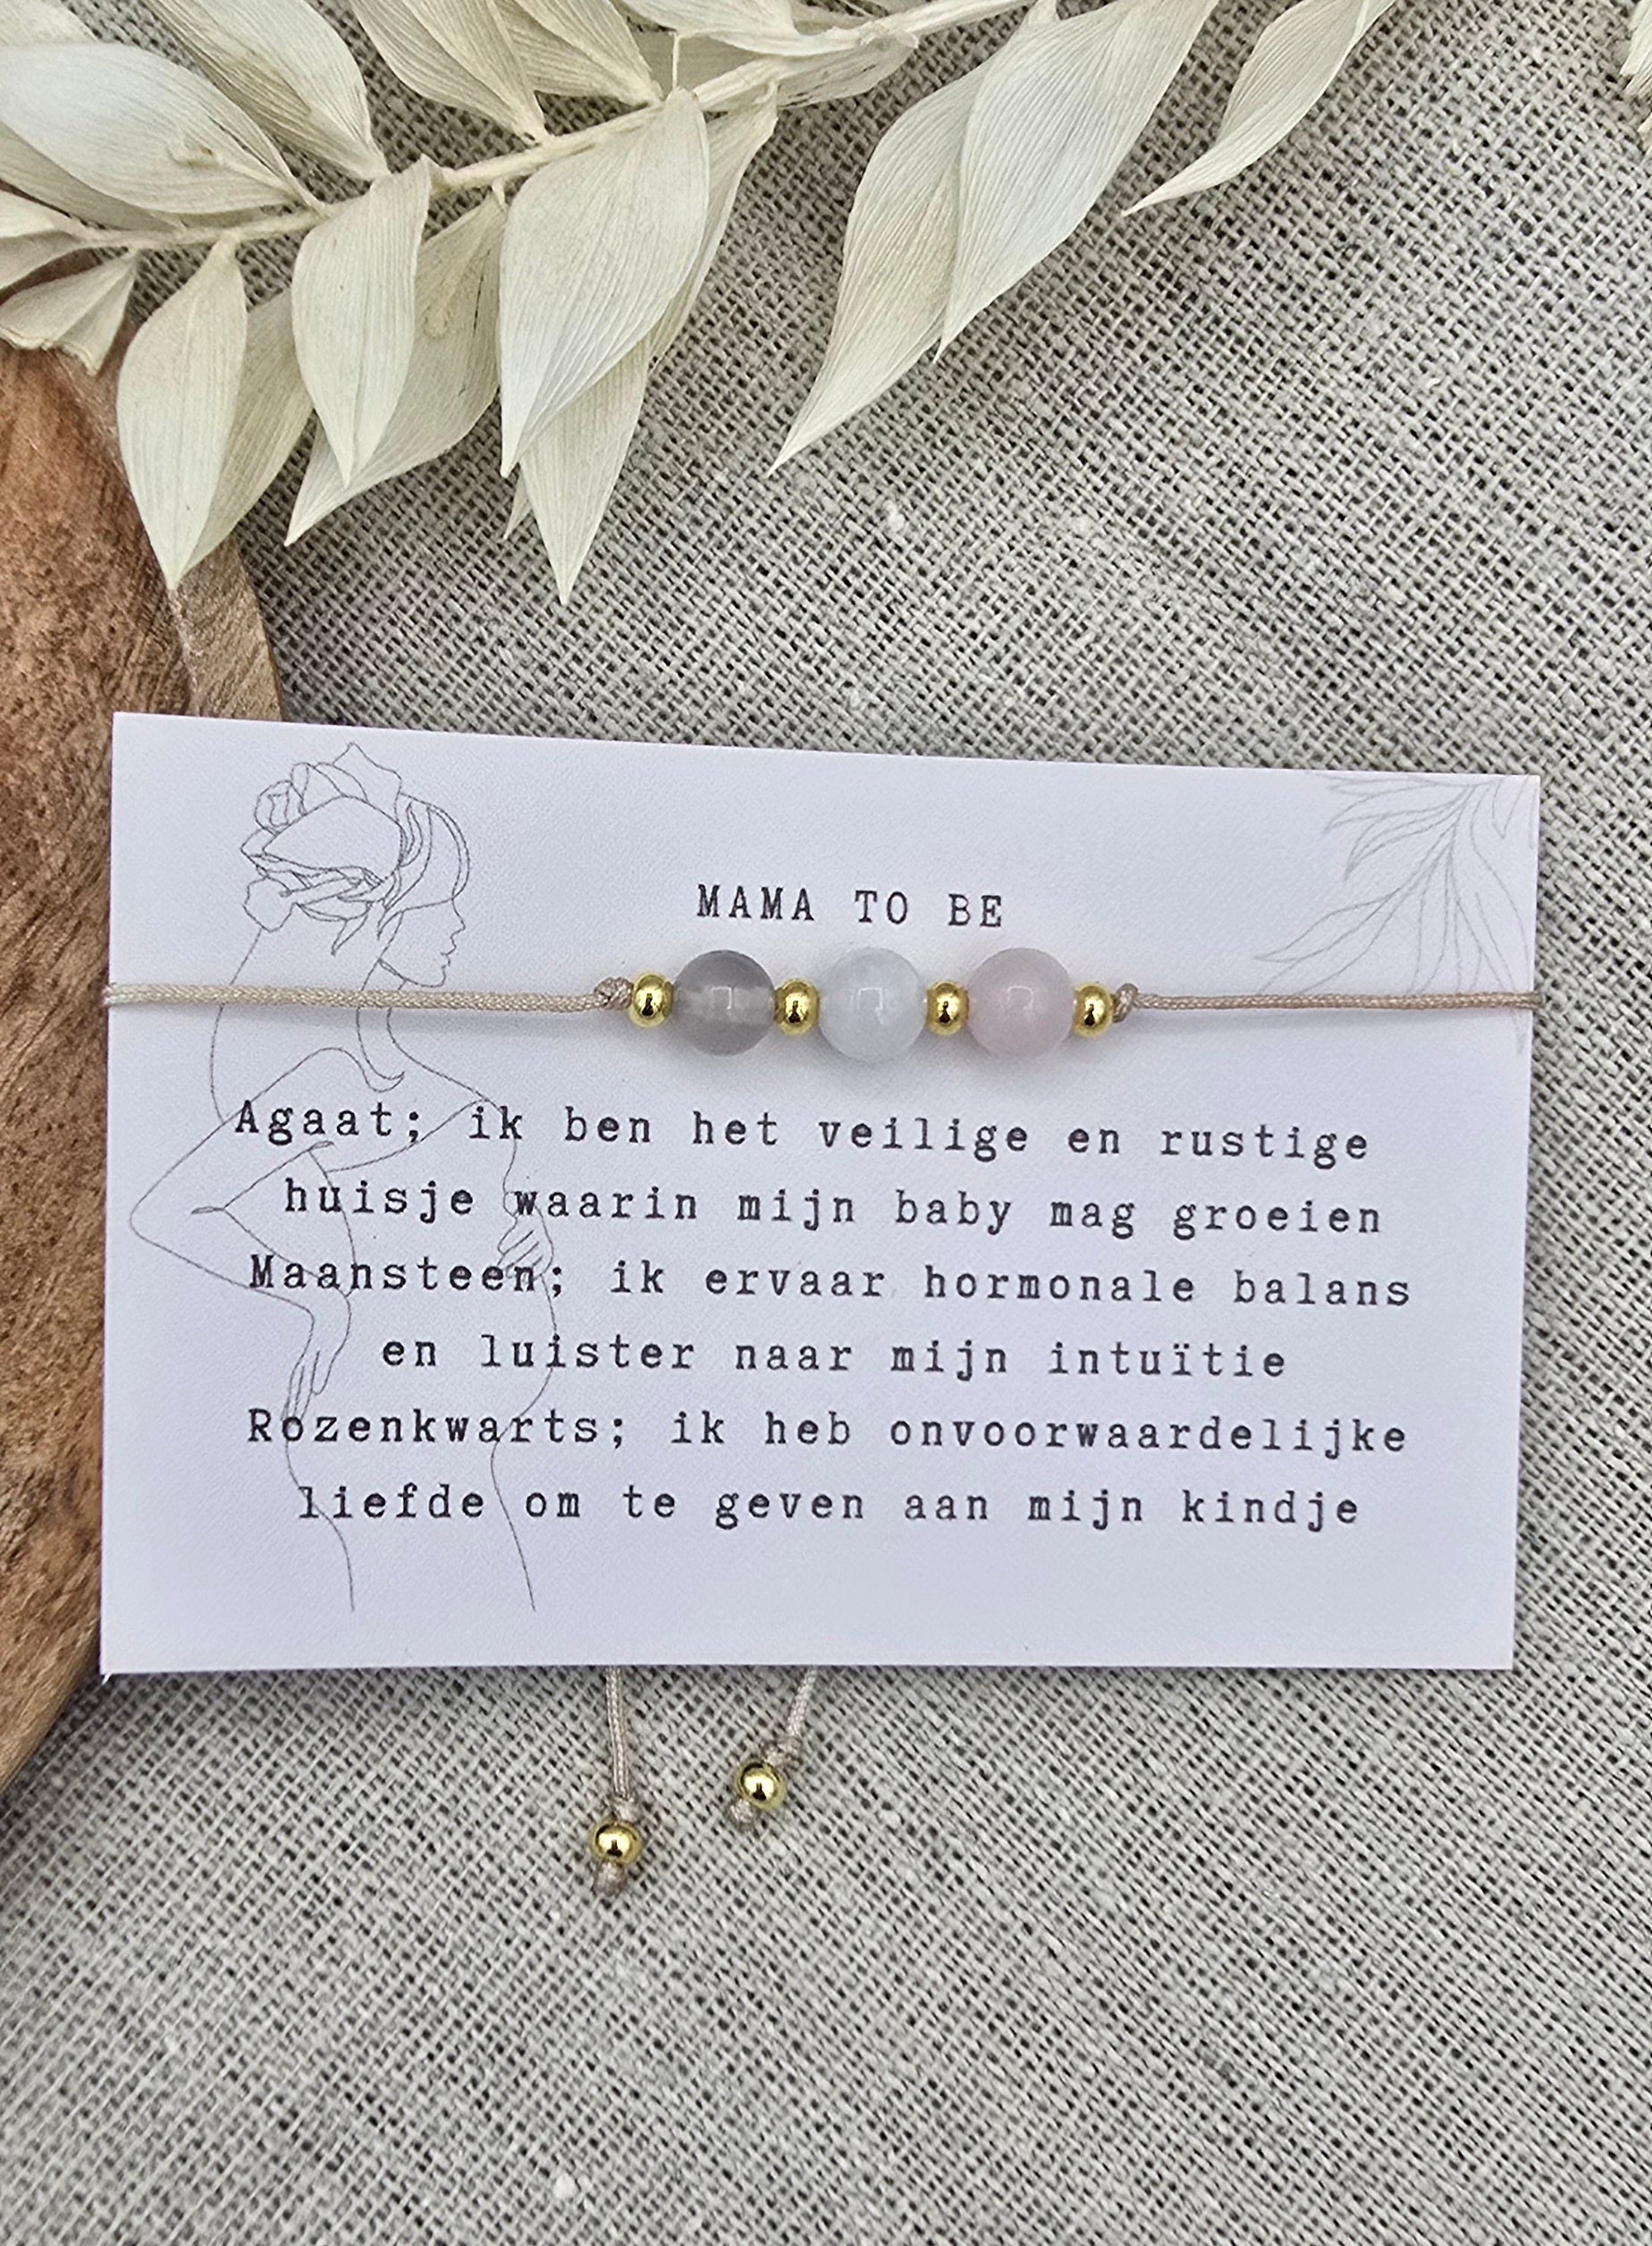 MAMA TO BE
Agaat; ik ben het veilige en rustige
huisje waarin mijn baby mag groeien
Maansteen; ik ervaar hormonale balans
en luister naar mijn intuïtie
Rozenkwarts; ik heb onvoorwaardelijke
liefde om te geven aan mijn kindje